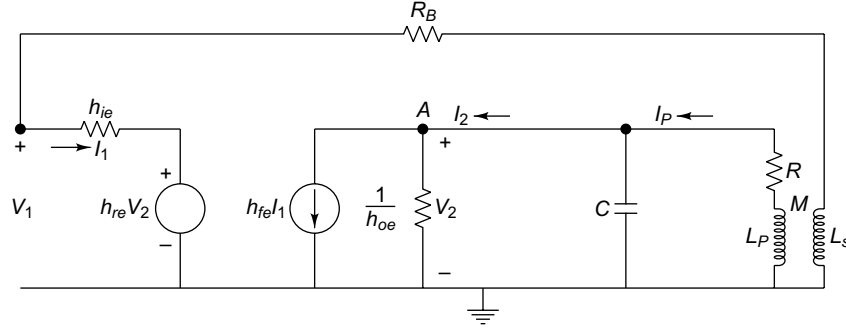 R_B
h_ie
A
I_2
I_P
+
I_1
+
+
R
V_1
h_re V_2
h_fe I_1
1/h_oe
V_2
C
M
L_P
L_s
−
−